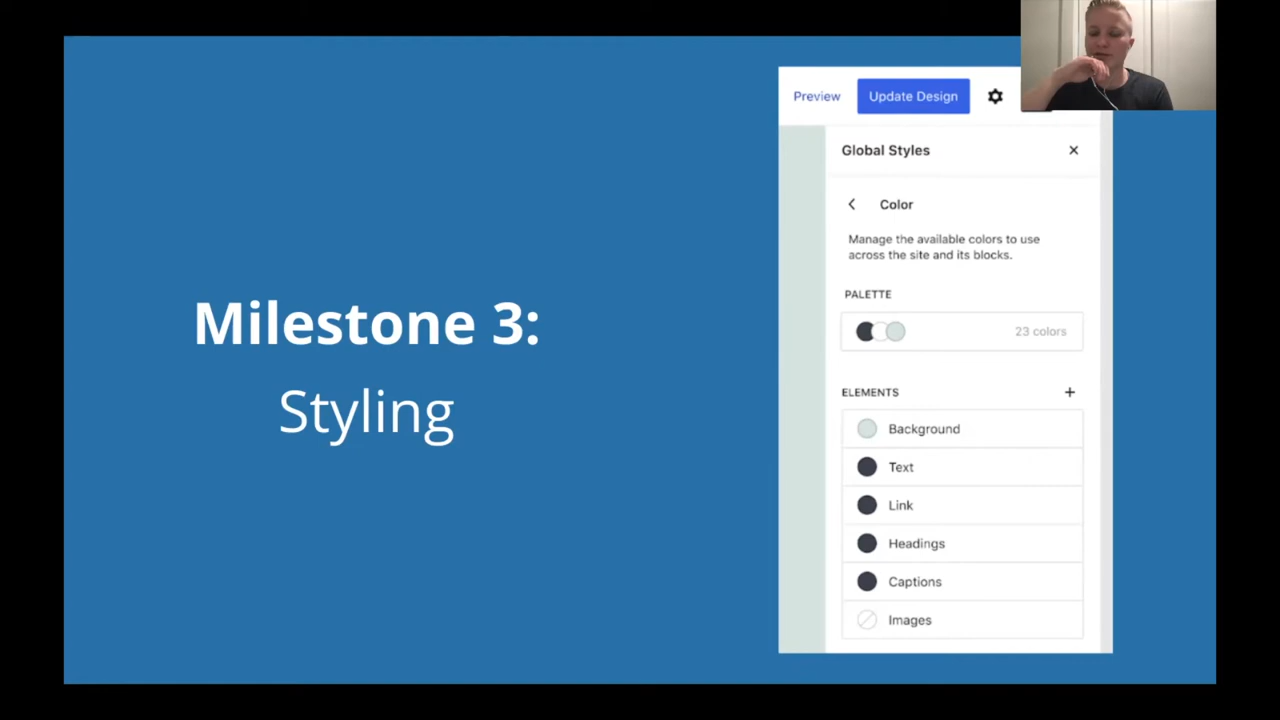 Milestone 3:
Styling
Preview
Update Design
Global Styles
Color
Manage the available colors to use
across the site and its blocks.
PALETTE
23 colors
ELEMENTS
Background
Text
Link
Headings
Captions
Images